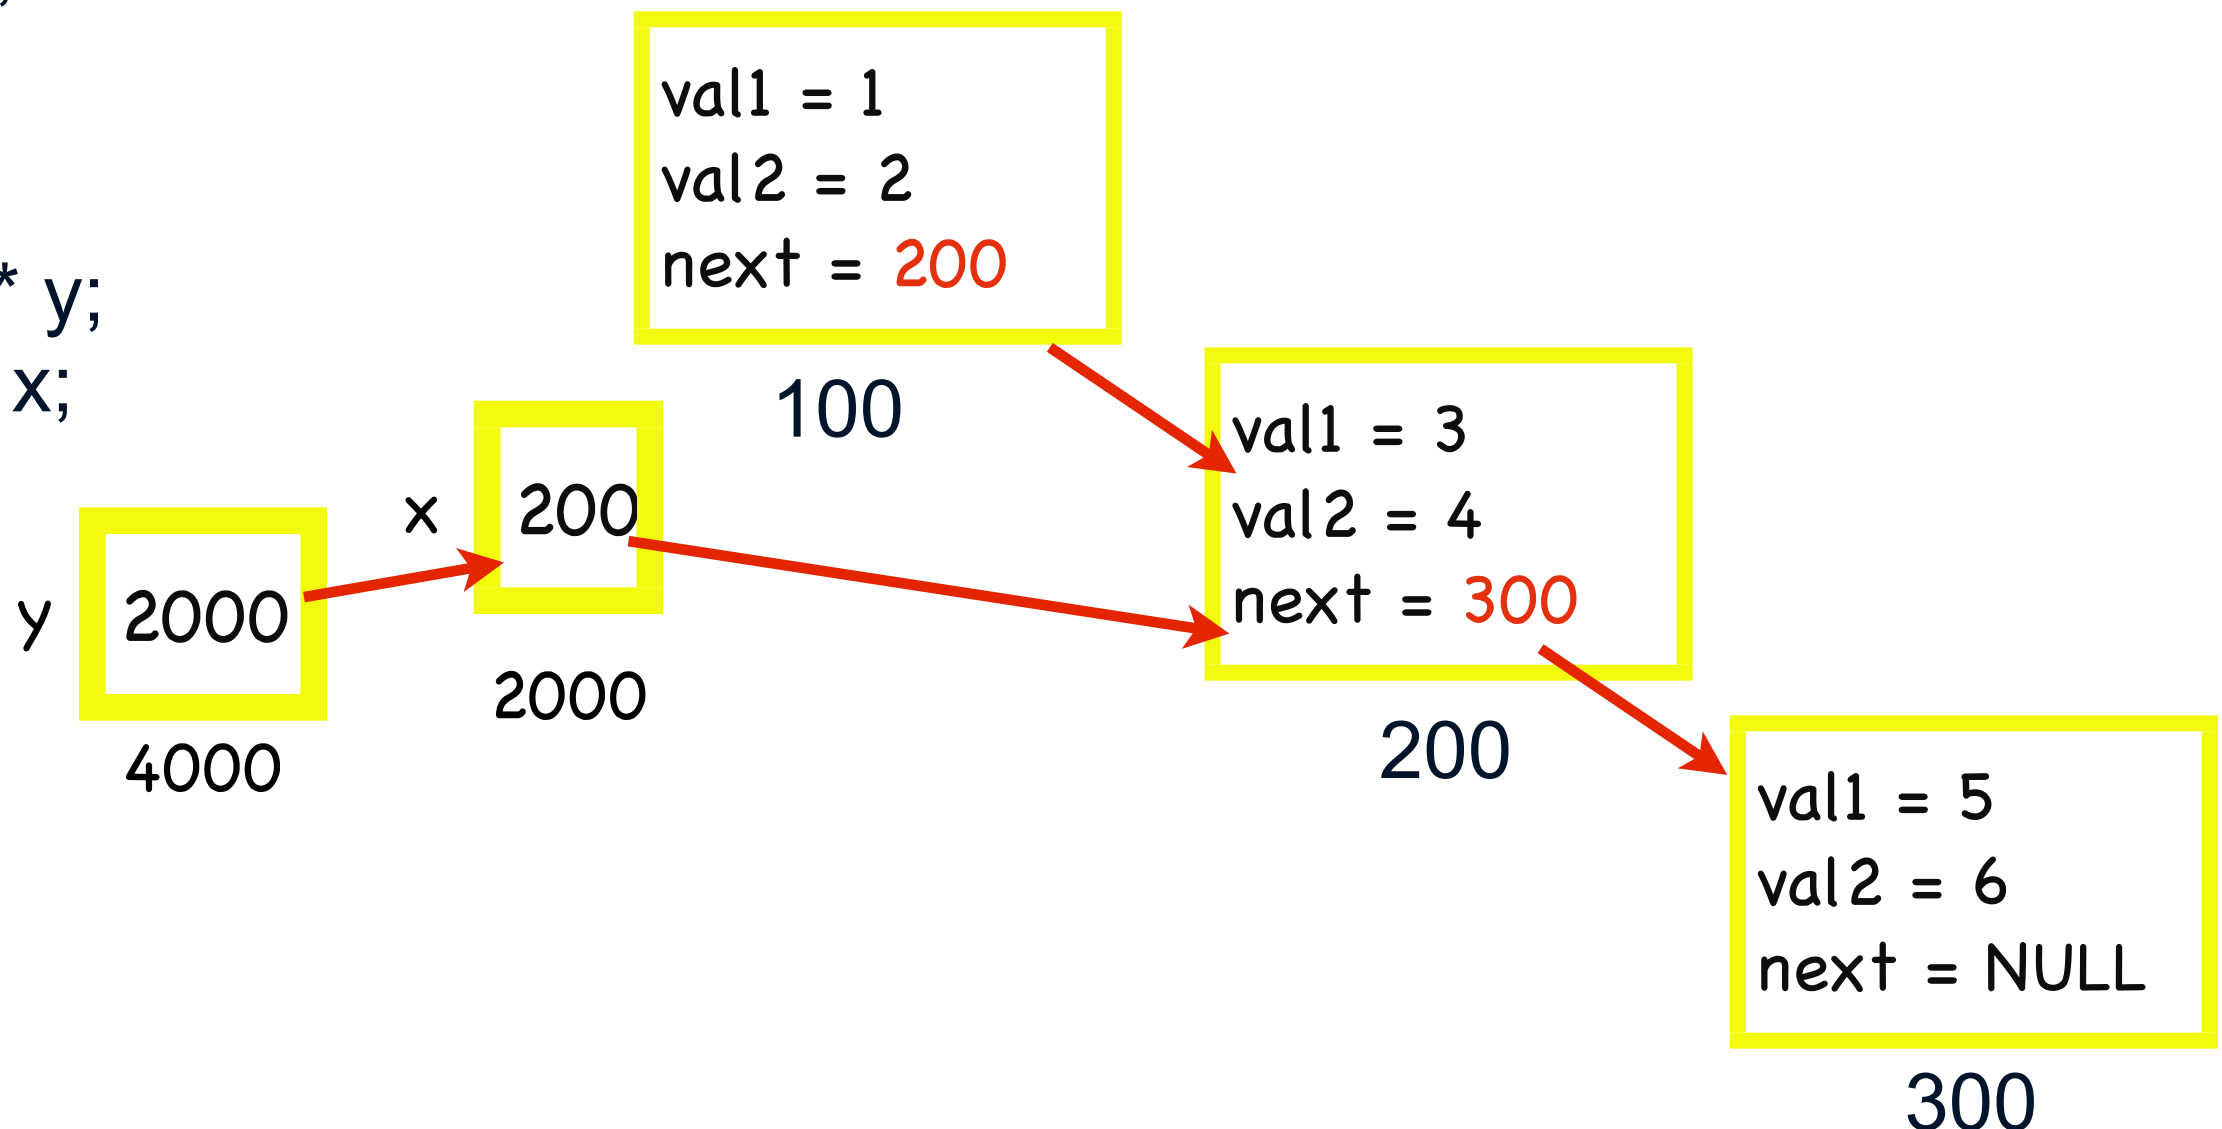 * y;
x;
val1 = 1
val2 = 2
next = 200
100
x
200
2000
y
2000
4000
val1 = 3
val2 = 4
next = 300
200
val1 = 5
val2 = 6
next = NULL
300